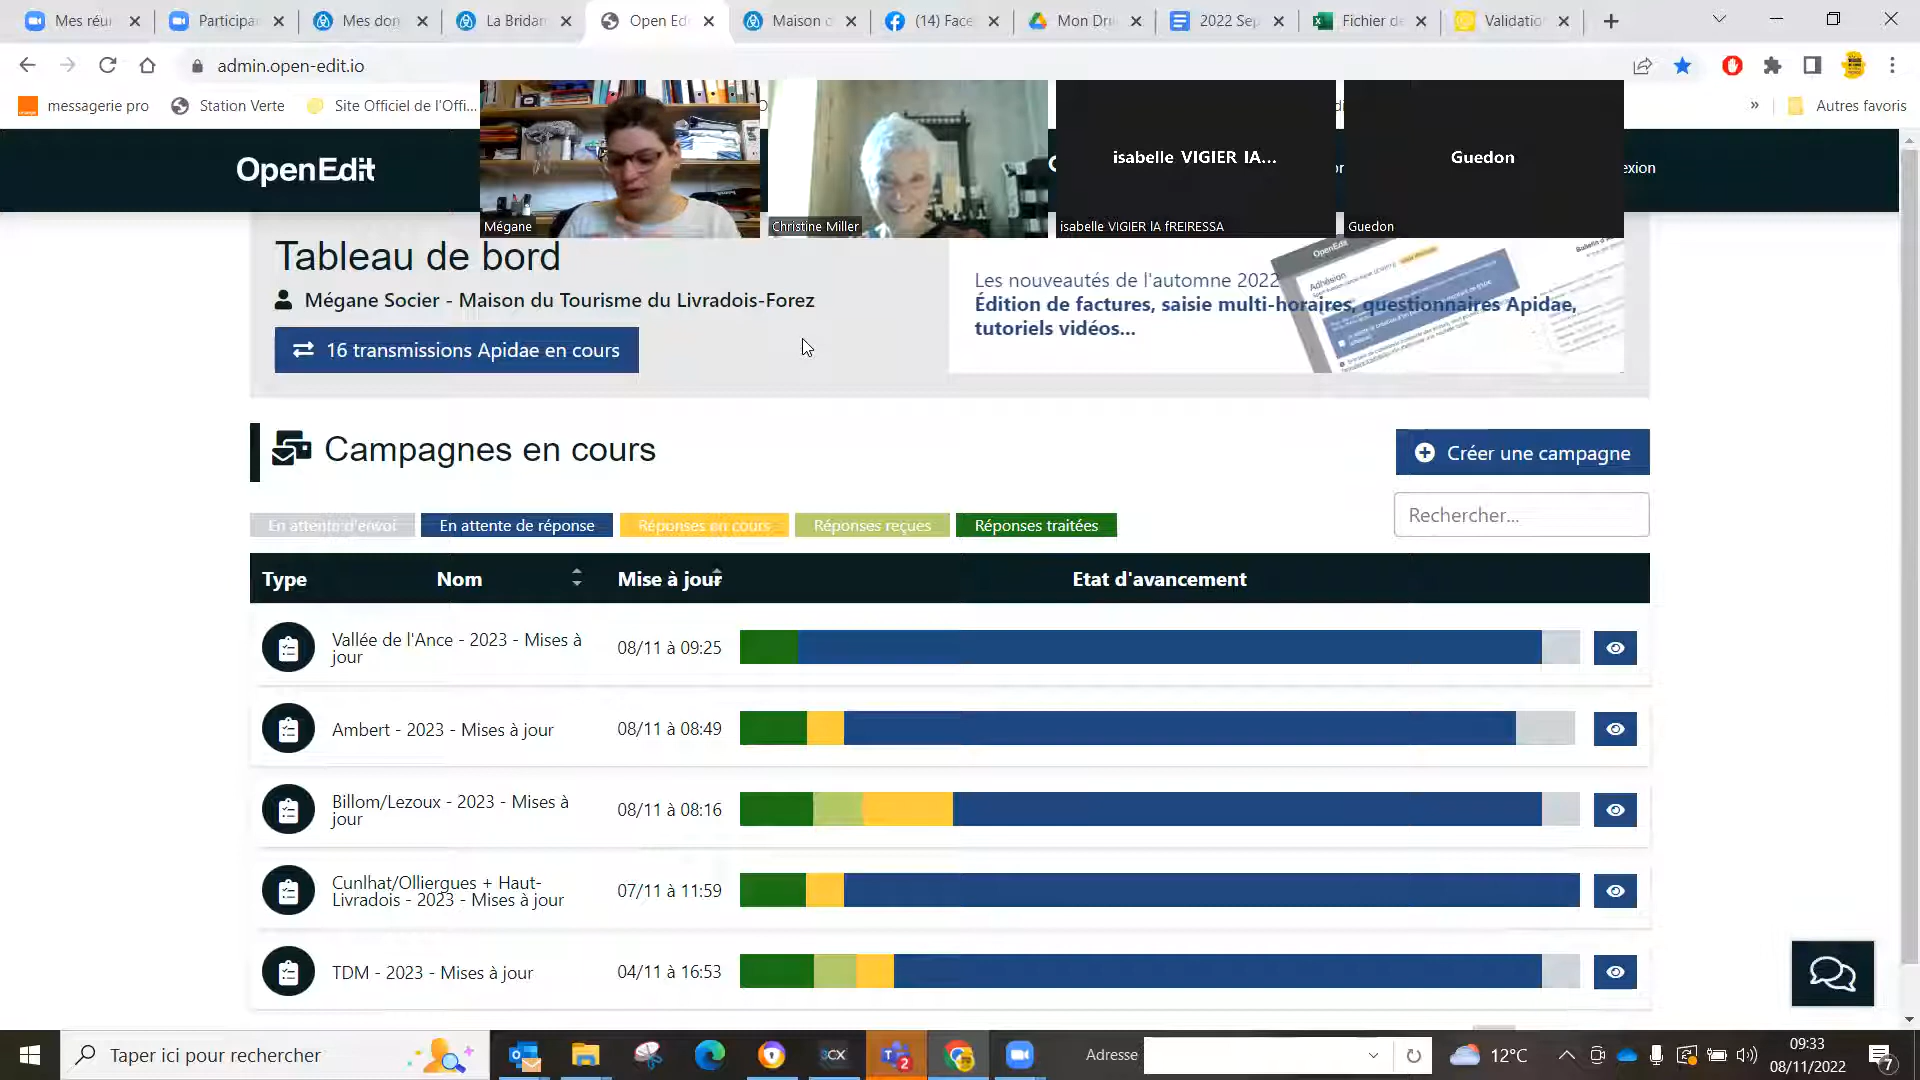 Mes réu
Participa
Mes don
La Bridan
Open Ed
Maison d
(14) Face
Mon Dri
2022 Sep
Fichier de
Validatio
admin.open-edit.io
messagerie pro
Station Verte
Site Officiel de l'Offi...
»
Autres favoris
OpenEdit
Mégane
Christine Miller
isabelle VIGIER lA...
isabelle VIGIER lA fREIRESSA
Guedon
Guedon
exion
Tableau de bord
Mégane Socier - Maison du Tourisme du Livradois-Forez
16 transmissions Apidae en cours
Les nouveautés de l'automne 2022
Édition de factures, saisie multi-horaires, questionnaires Apidae,
tutoriels vidéos...
OpenEdit
Adhésion
Campagnes en cours
Créer une campagne
En attente d'envoi
En attente de réponse
Réponses en cours
Réponses reçues
Réponses traitées
Rechercher...
Type
Nom
Mise à jour
Etat d'avancement
Vallée de l'Ance - 2023 - Mises à
jour
08/11 à 09:25
Ambert - 2023 - Mises à jour
08/11 à 08:49
Billom/Lezoux - 2023 - Mises à
jour
08/11 à 08:16
Cunlhat/Olliergues + Haut-
Livradois - 2023 - Mises à jour
07/11 à 11:59
TDM - 2023 - Mises à jour
04/11 à 16:53
Taper ici pour rechercher
3CX
2
Adresse
12°C
09:33
08/11/2022
7